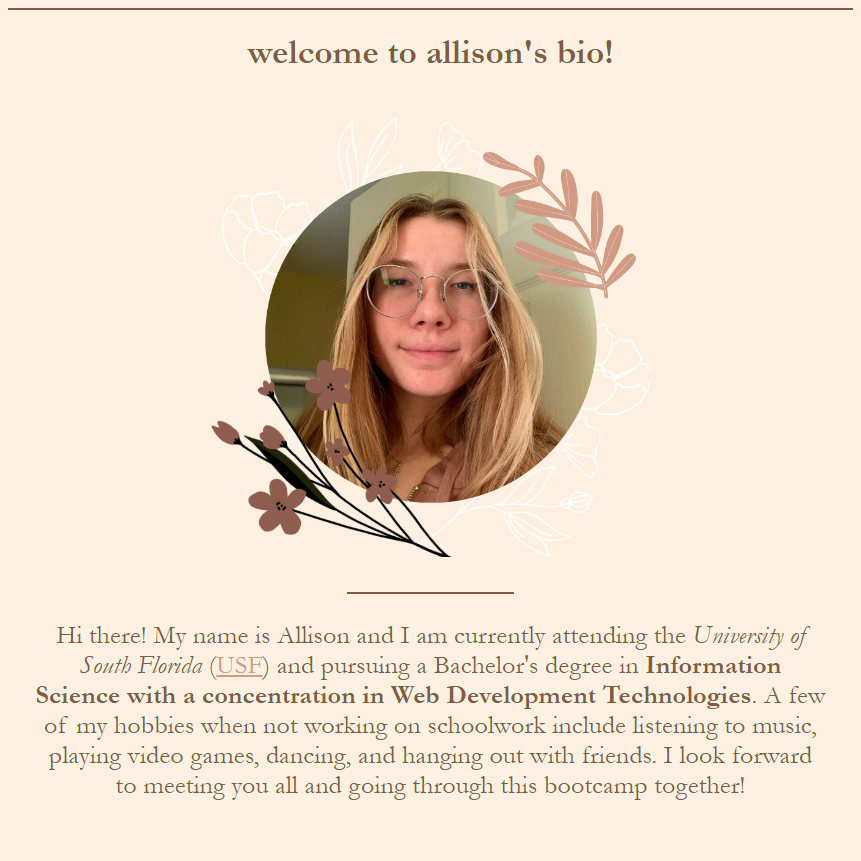 welcome to allison's bio!
Hi there! My name is Allison and I am currently attending the University of
South Florida (USF) and pursuing a Bachelor's degree in Information
Science with a concentration in Web Development Technologies. A few
of my hobbies when not working on schoolwork include listening to music,
playing video games, dancing, and hanging out with friends. I look forward
to meeting you all and going through this bootcamp together!